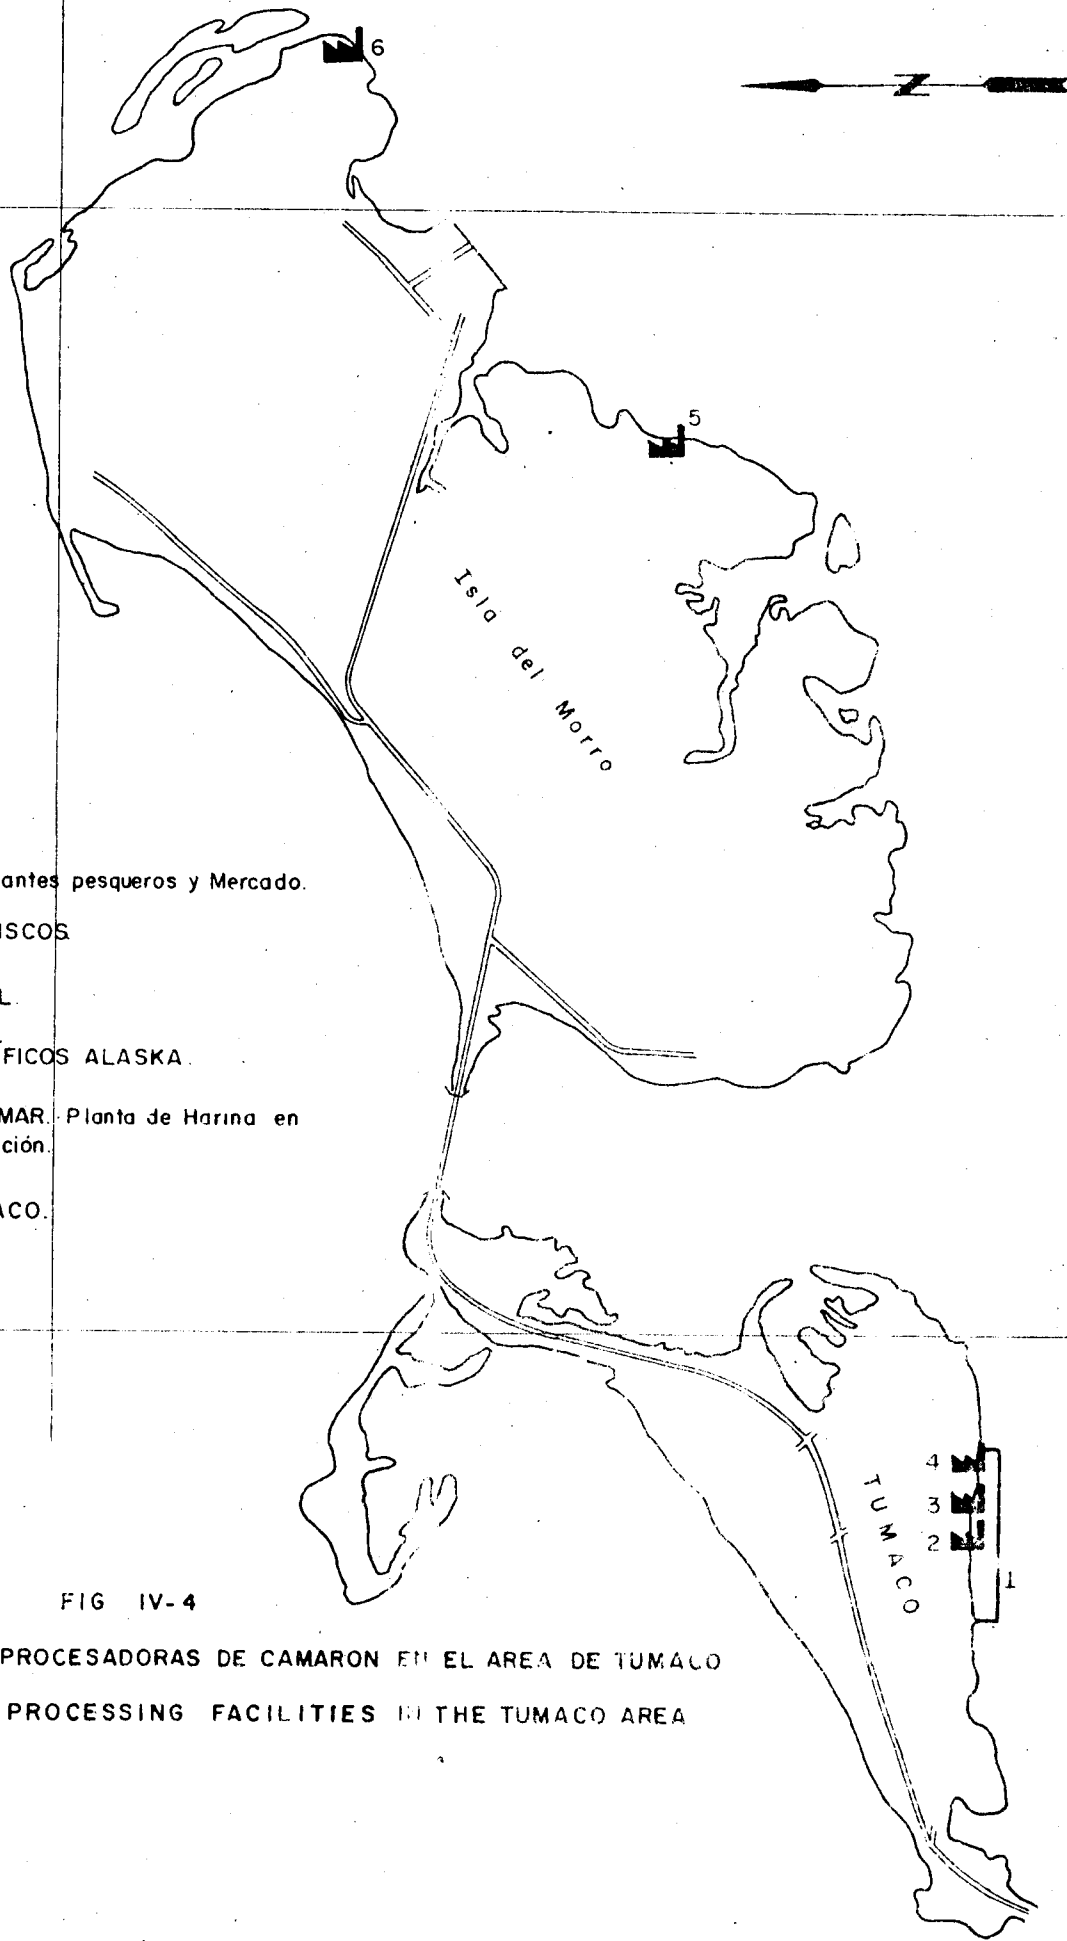 6
N
5
Isla del Morro
antes pesqueros y Mercado.
ISCOS
L.
FICOS ALASKA.
MAR. Planta de Harina en
ción.
ACO.
4
3
2
1
TUMACO
FIG IV-4
PROCESADORAS DE CAMARON EN EL AREA DE TUMACO
PROCESSING FACILITIES IN THE TUMACO AREA